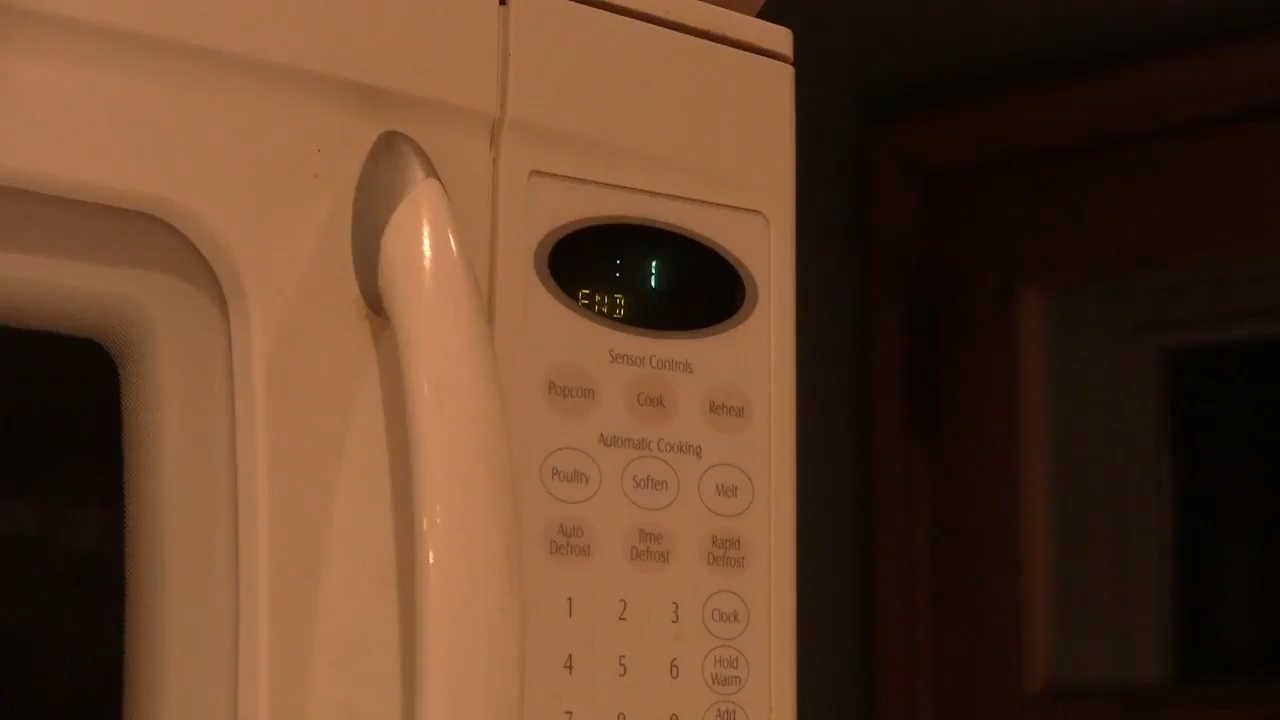 : 1
END
Sensor Controls
Popcorn Cook Reheat
Automatic Cooking
Poultry Soften Melt
Auto Defrost Time Defrost Rapid Defrost
1 2 3 Clock
4 5 6 Hold Warm
Add